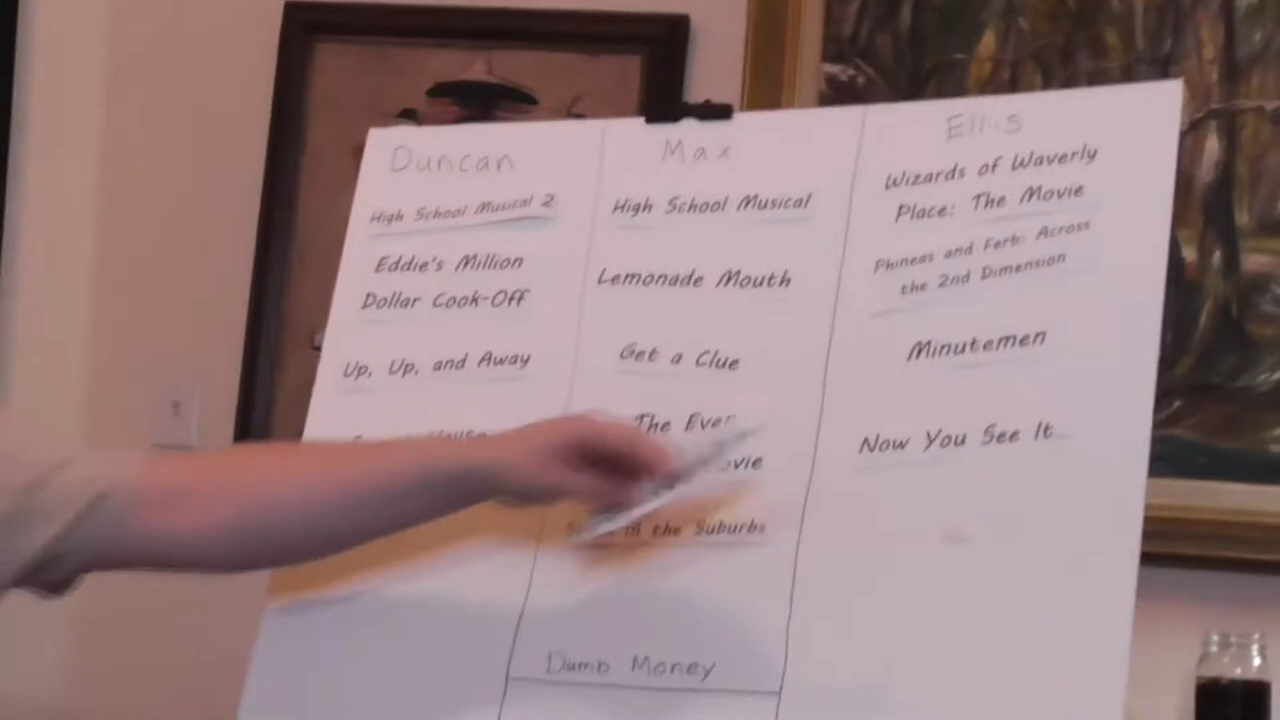 Duncan
High School Musical 2
Eddie's Million
Dollar Cook-Off
Up, Up, and Away
Max
High School Musical
Lemonade Mouth
Get a Clue
The Ever
in the Suburbs
Dumb Money
Ellis
Wizards of Waverly
Place: The Movie
Phineas and Ferb: Across
the 2nd Dimension
Minutemen
Now You See It